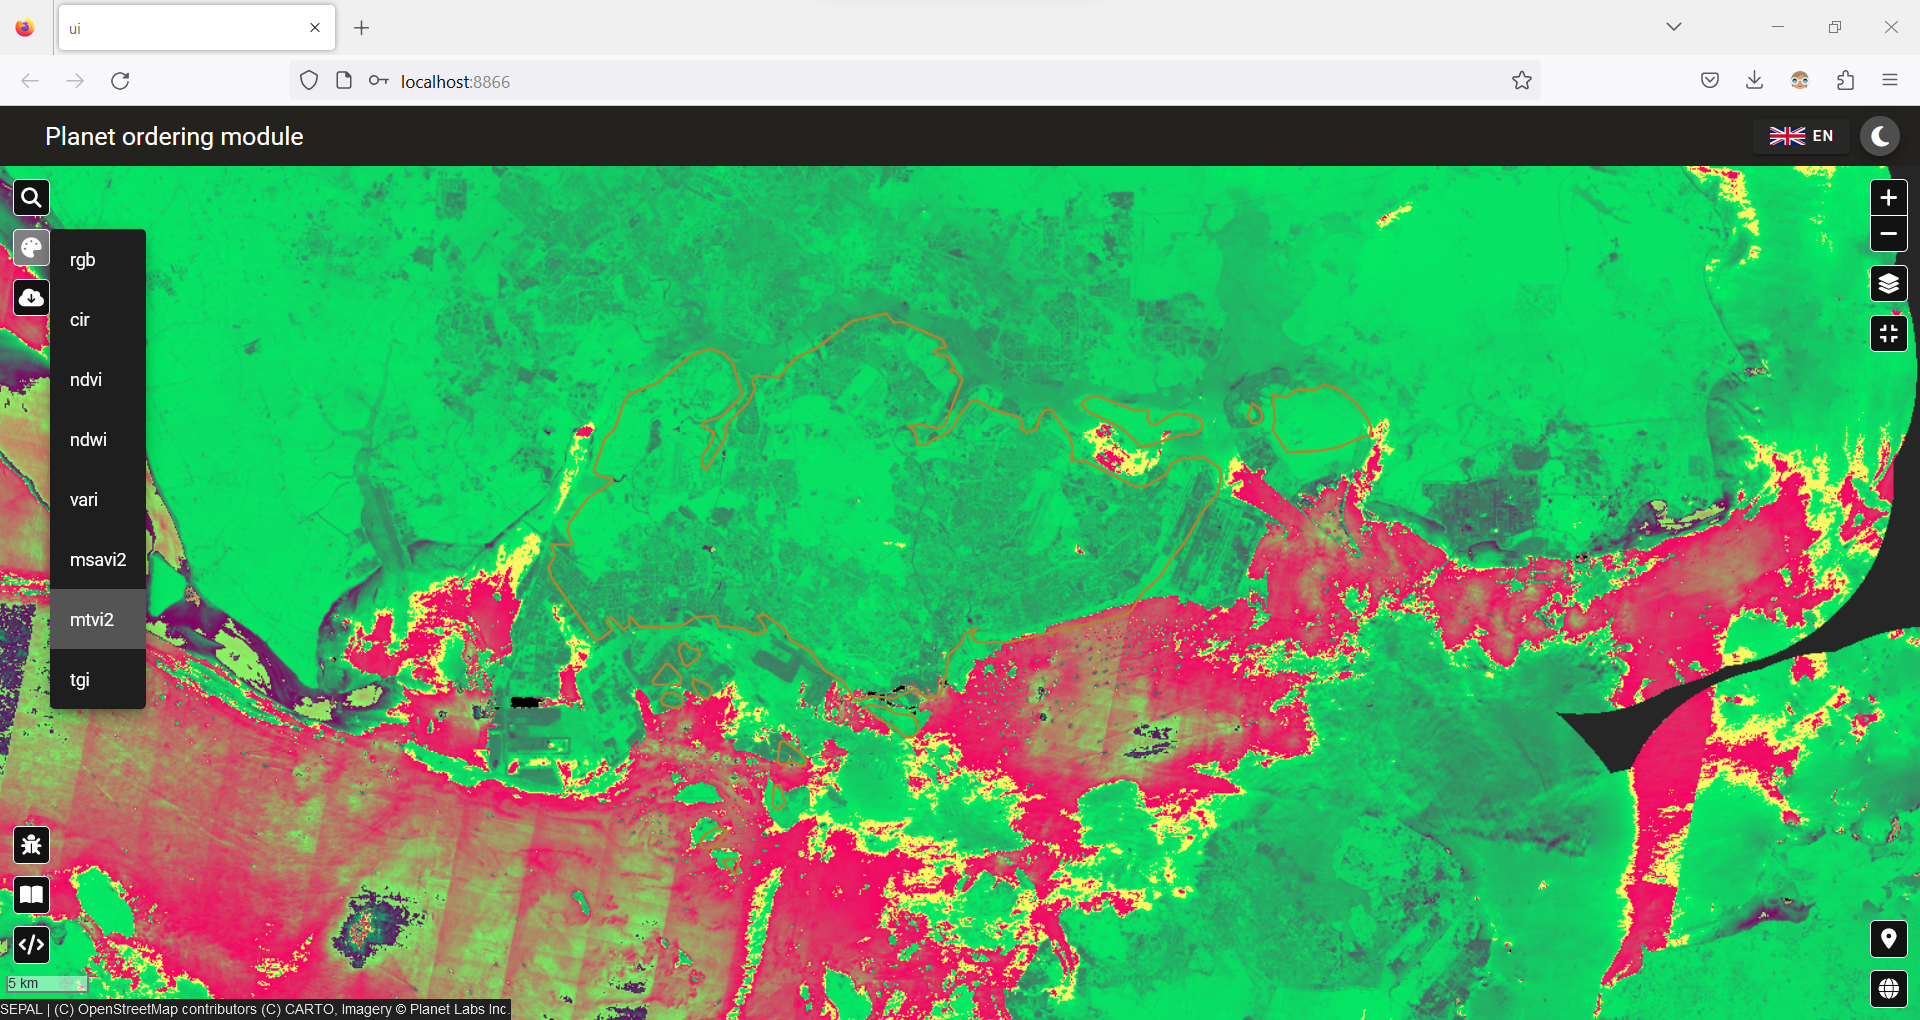 ui
localhost:8866
Planet ordering module
EN
rgb
cir
ndvi
ndwi
vari
msavi2
mtvi2
tgi
5 km
SEPAL | (C) OpenStreetMap contributors (C) CARTO, Imagery © Planet Labs Inc.